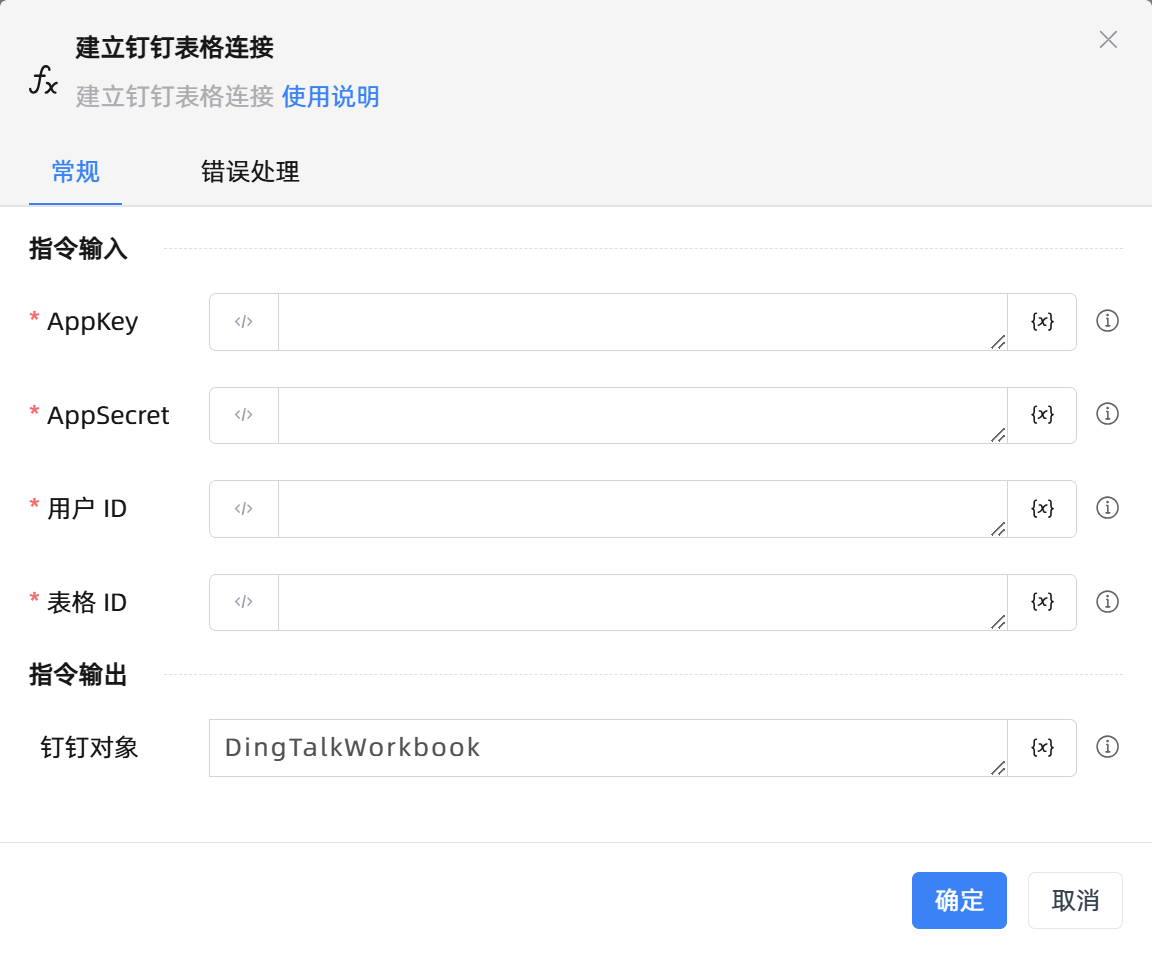 建立钉钉表格连接
fx 建立钉钉表格连接 使用说明
常规 错误处理
指令输入
* AppKey </> {x}
* AppSecret </> {x}
* 用户 ID </> {x}
* 表格 ID </> {x}
指令输出
钉钉对象 DingTalkWorkbook {x}
确定 取消